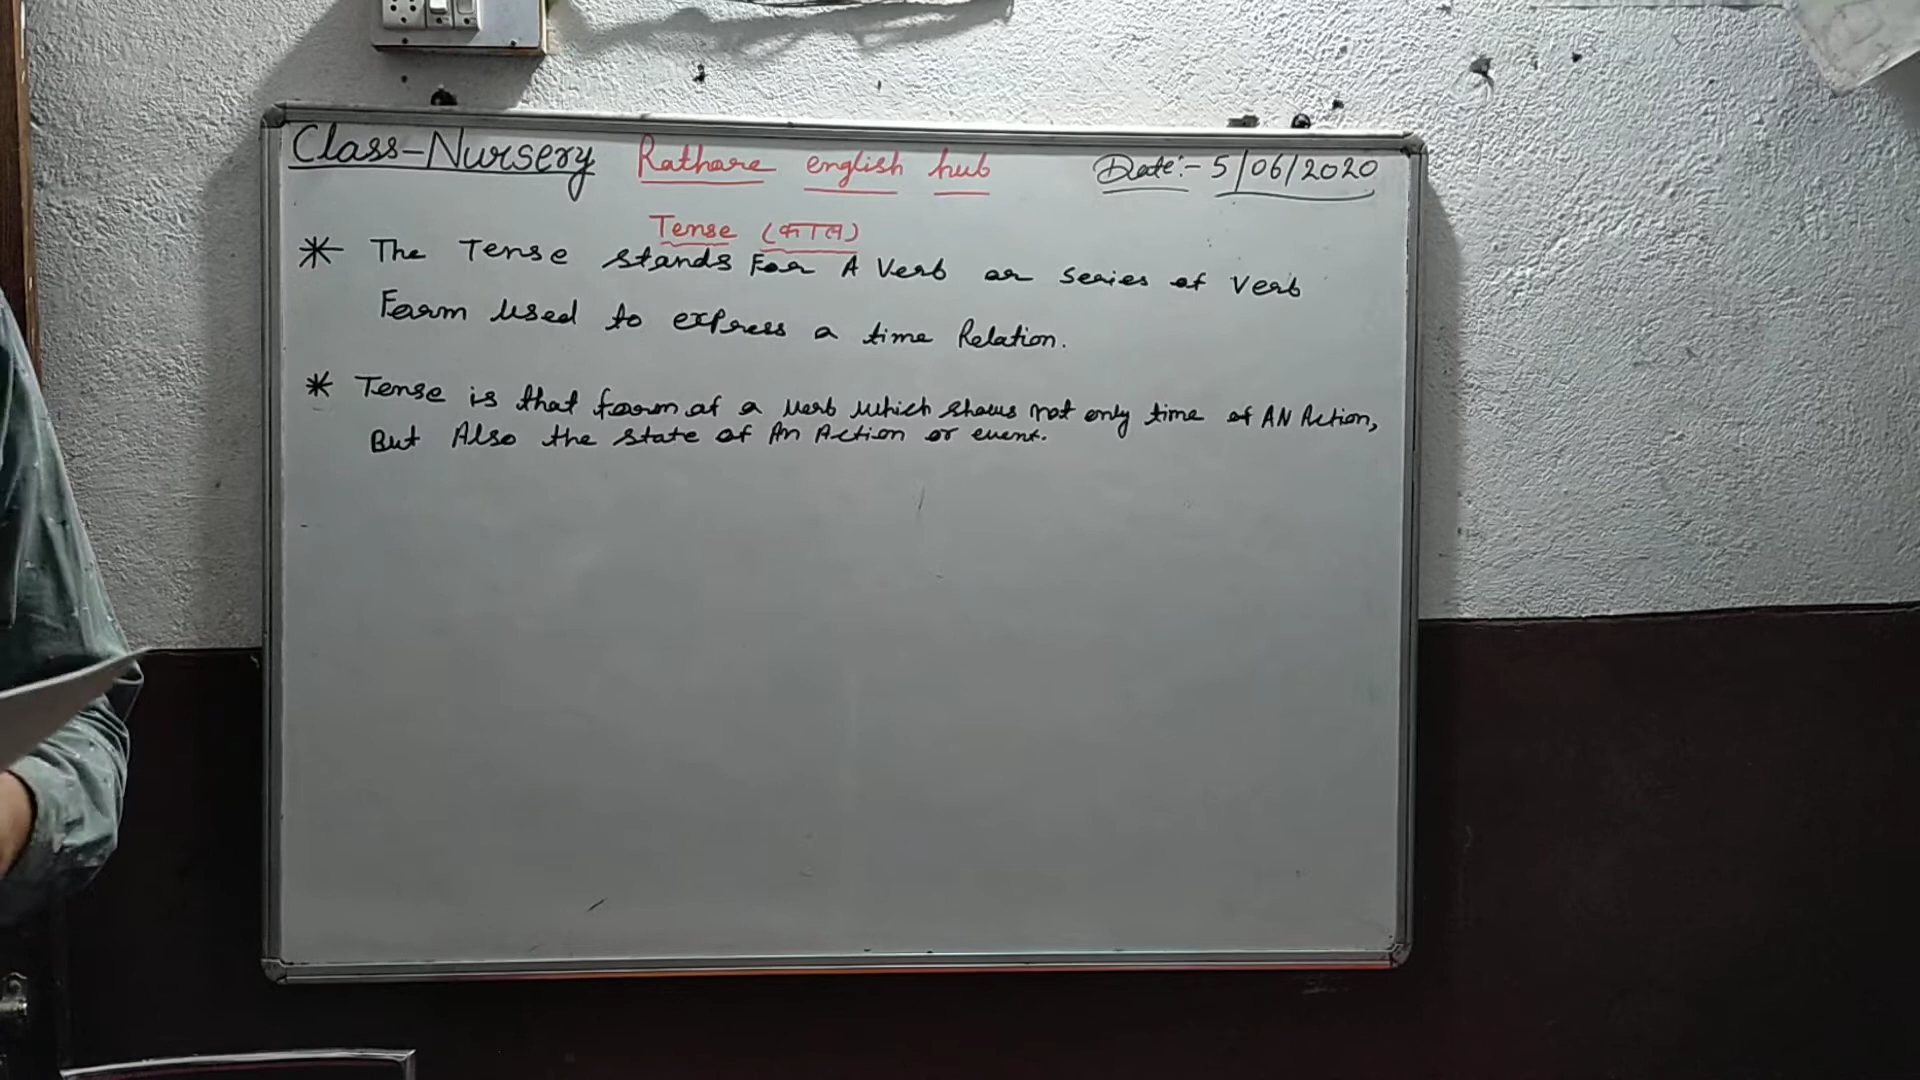 Class-Nursery Rathore english hub Date:- 5/06/2020
Tense (काल)
* The Tense stands For A Verb or series of Verb
Form used to express a time Relation.
* Tense is that form of a verb which shows not only time of AN Action,
But Also the state of An Action or event.